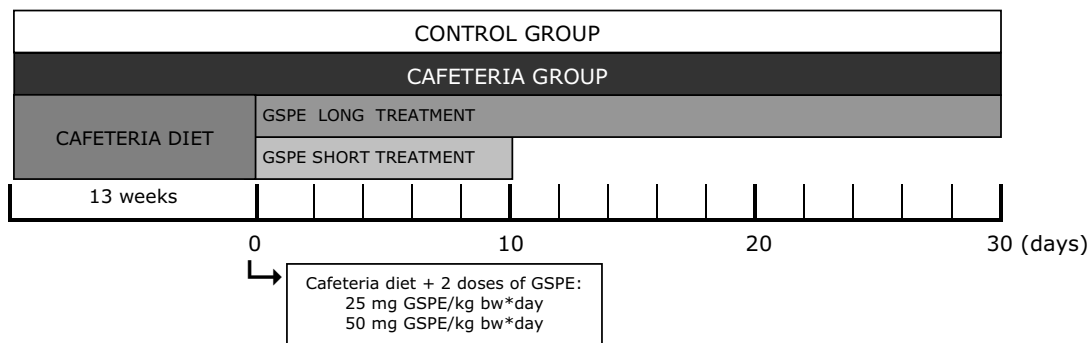 CONTROL GROUP
CAFETERIA GROUP
CAFETERIA DIET
GSPE LONG TREATMENT
GSPE SHORT TREATMENT
13 weeks
0 10 20 30 (days)
Cafeteria diet + 2 doses of GSPE:
25 mg GSPE/kg bw*day
50 mg GSPE/kg bw*day